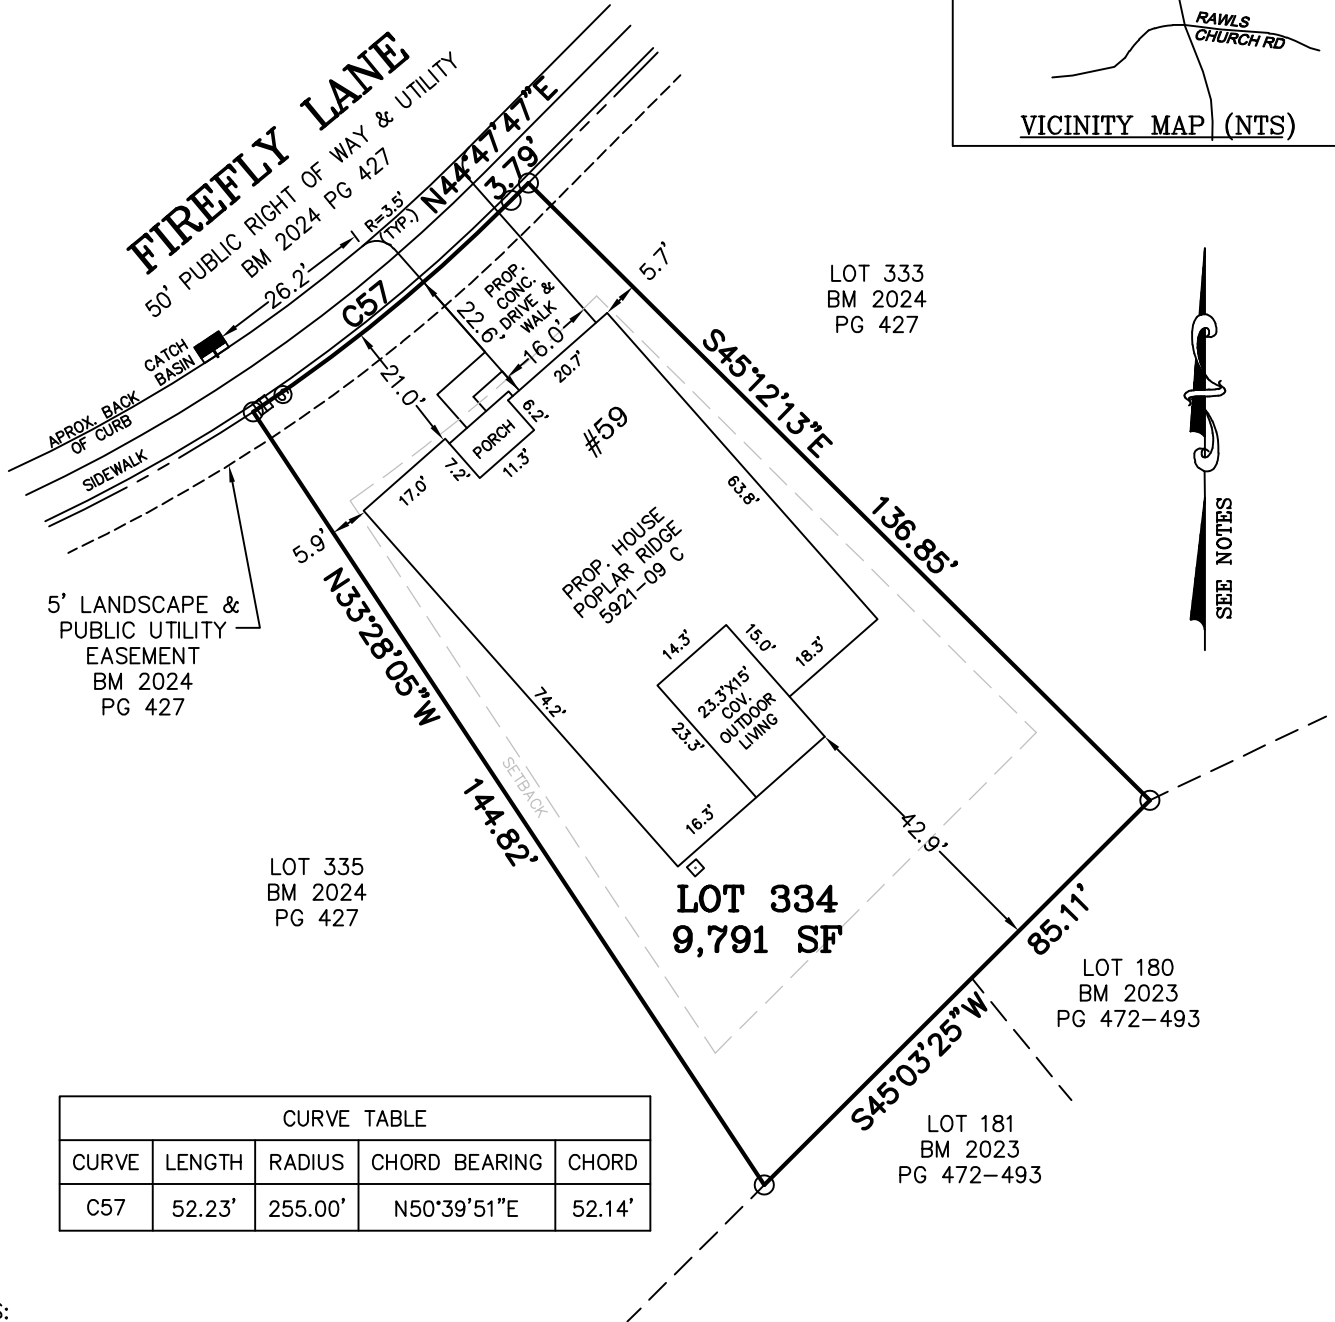 RAWLS
CHURCH RD
VICINITY MAP (NTS)
FIREFLY LANE
50' PUBLIC RIGHT OF WAY & UTILITY
BM 2024 PG 427
N44°47'47"E
3.79'
R=3.5'
(TYP.)
26.2'
C57
CATCH
BASIN
APROX. BACK
OF CURB
SIDEWALK
PROP.
CONC.
DRIVE &
WALK
22.6'
16.0'
20.7'
21.0'
5.7'
LOT 333
BM 2024
PG 427
S45°12'13"E
136.85'
#59
PORCH
6.2'
7.2'
11.3'
17.0'
5.9'
63.8'
PROP. HOUSE
POPLAR RIDGE
5921-09 C
SEE NOTES
5' LANDSCAPE &
PUBLIC UTILITY
EASEMENT
BM 2024
PG 427
N33°28'05"W
144.82'
SETBACK
74.2'
14.3'
15.0'
18.3'
23.3'X15'
COV.
OUTDOOR
LIVING
23.3'
16.3'
42.9'
LOT 334
9,791 SF
LOT 335
BM 2024
PG 427
85.11'
S45°03'25"W
LOT 180
BM 2023
PG 472-493
LOT 181
BM 2023
PG 472-493
CURVE TABLE
CURVE LENGTH RADIUS CHORD BEARING CHORD
C57 52.23' 255.00' N50°39'51"E 52.14'
S: